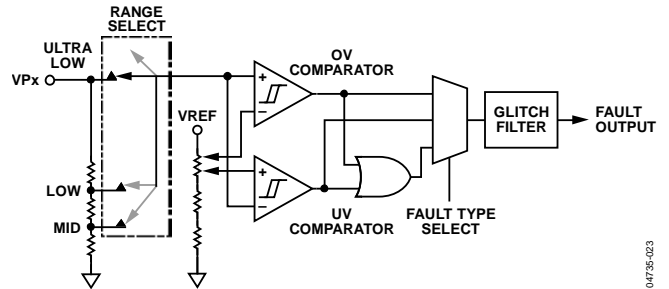 RANGE
SELECT
ULTRA
LOW
VPx
OV
COMPARATOR
VREF
+
−
GLITCH
FILTER
FAULT
OUTPUT
LOW
+
−
MID
UV
COMPARATOR
FAULT TYPE
SELECT
04735-023